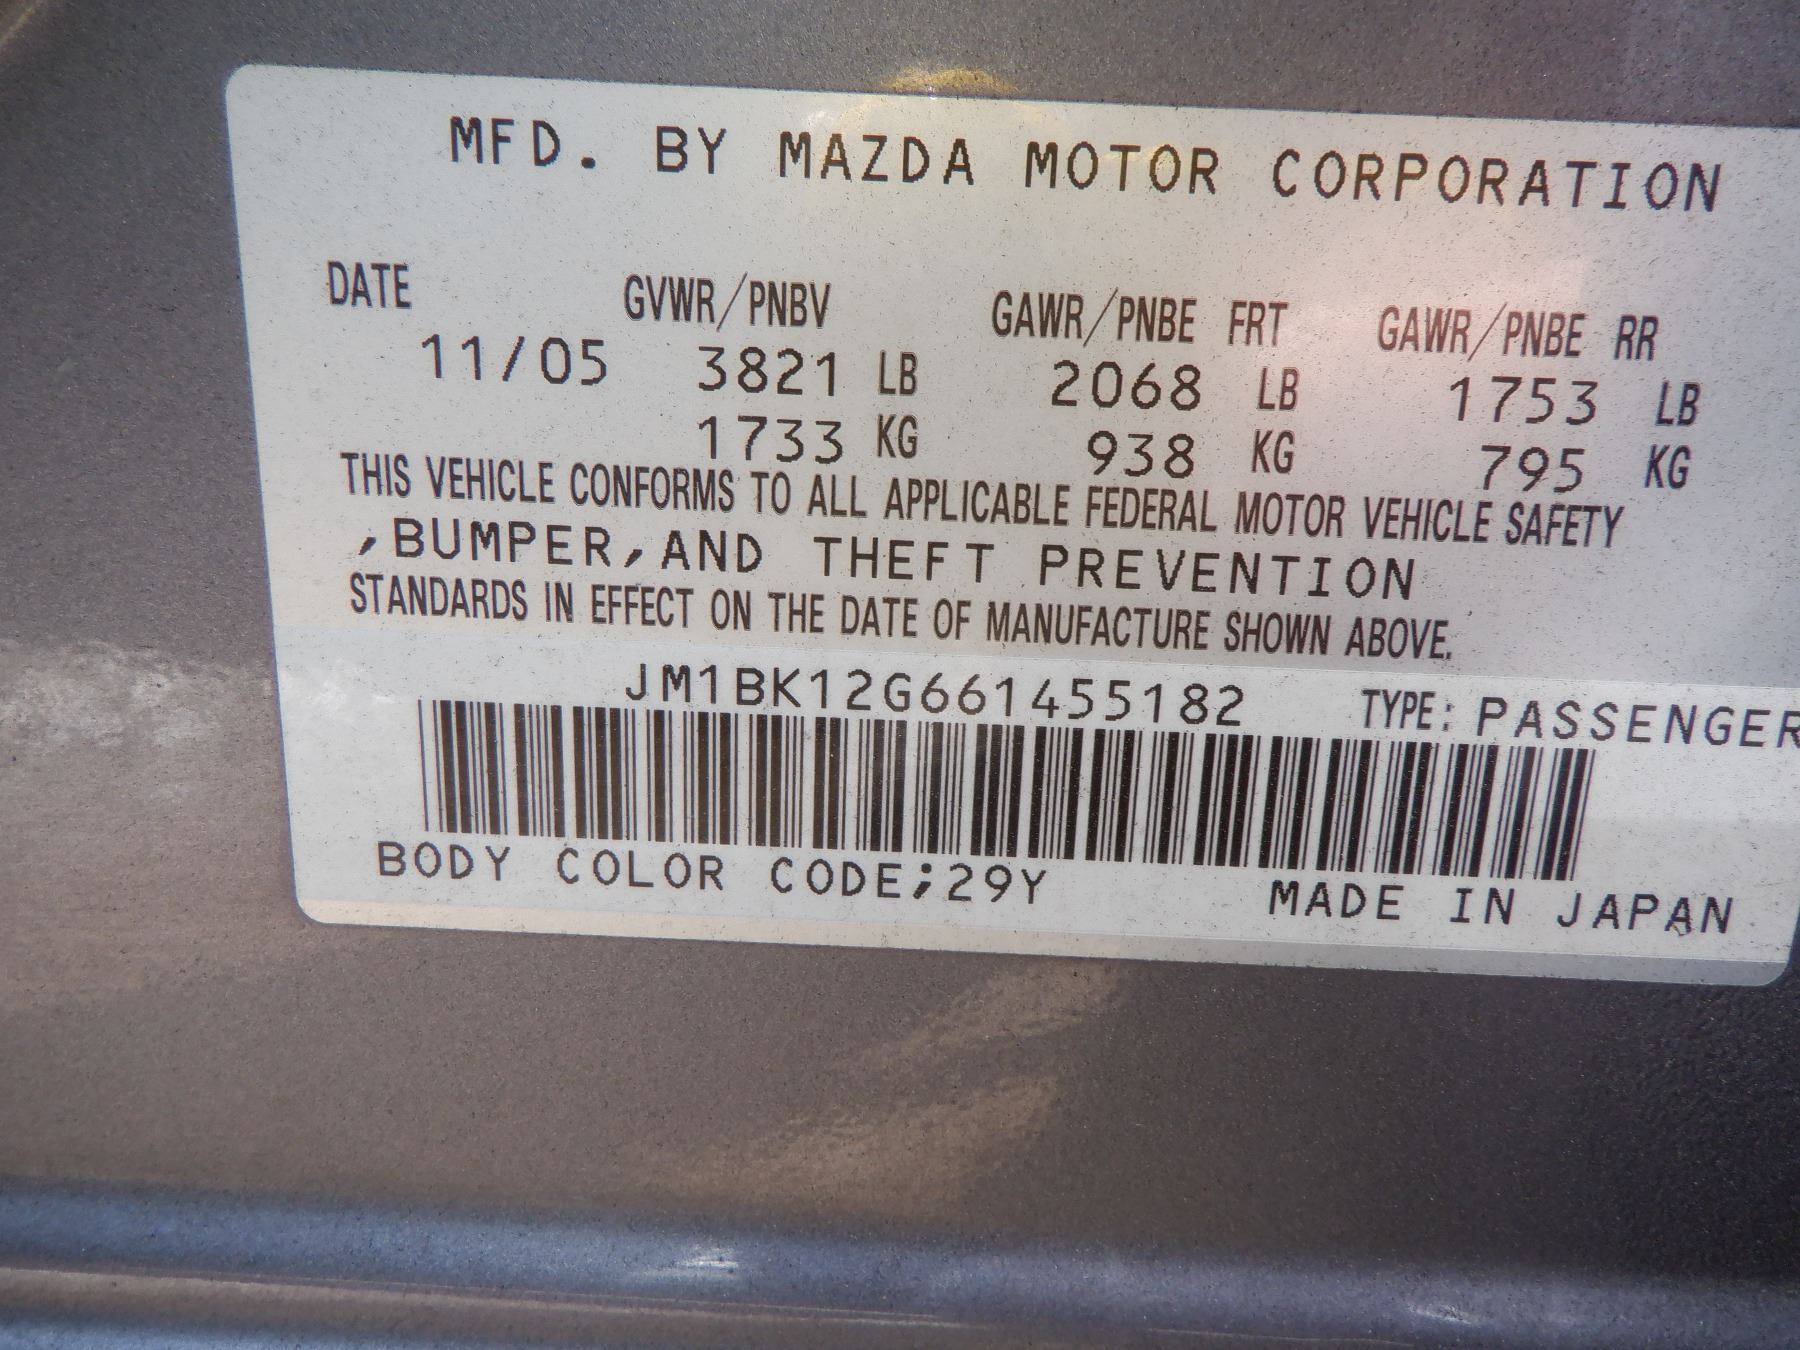 MFD. BY MAZDA MOTOR CORPORATION
DATE GVWR/PNBV GAWR/PNBE FRT GAWR/PNBE RR
11/05 3821 LB 2068 LB 1753 LB
1733 KG 938 KG 795 KG
THIS VEHICLE CONFORMS TO ALL APPLICABLE FEDERAL MOTOR VEHICLE SAFETY
,BUMPER,AND THEFT PREVENTION
STANDARDS IN EFFECT ON THE DATE OF MANUFACTURE SHOWN ABOVE.
JM1BK12G661455182 TYPE: PASSENGER
BODY COLOR CODE;29Y MADE IN JAPAN